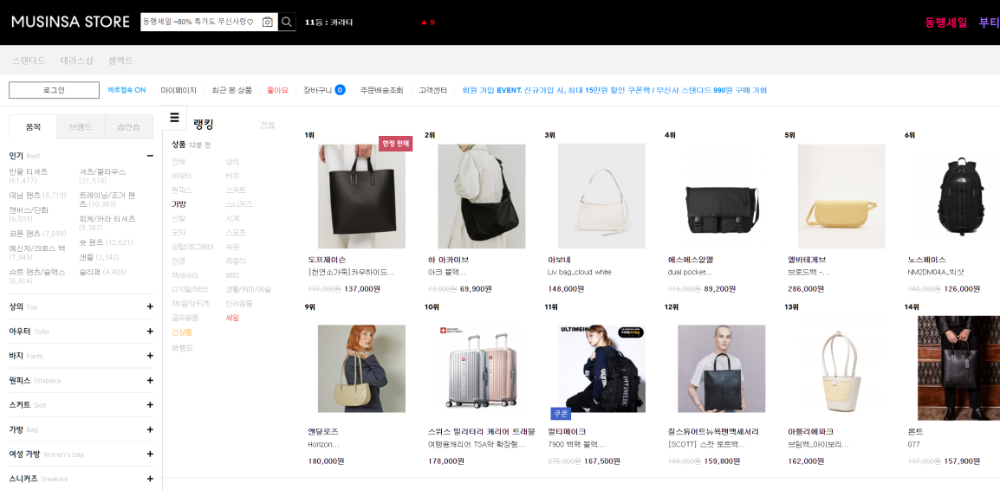 MUSINSA STORE
동행세일 ~80% 특가도 무신사랑♡
11등 : 카라티
▲ 9
동행세일 부티
스탠다드 테라스샵 셀렉트
로그인 바로접속 ON 마이페이지 최근 본 상품 좋아요 장바구니 0 주문배송조회 고객센터 회원 가입 EVENT. 신규가입 시, 최대 15만원 할인 쿠폰팩 / 무신사 스탠다드 990원 구매 기회
품목 브랜드
인기 Best
반팔 티셔츠 (61,477)
셔츠/블라우스 (21,518)
데님 팬츠 (8,713)
트레이닝/조거 팬츠 (10,949)
캔버스/단화 (6,533)
피케/카라 티셔츠 (5,367)
코튼 팬츠 (7,059)
숏 팬츠 (12,621)
메신저/크로스 백 (7,949)
샌들 (3,342)
슈트 팬츠/슬랙스 (6,914)
슬리퍼 (4,408)
상의 Top
아우터 Outer
바지 Pants
원피스 Onepiece
스커트 Skirt
가방 Bag
여성 가방 Women's bag
스니커즈 Sneakers
랭킹 전체
상품 12분 전
전체 상의
아우터 바지
원피스 스커트
가방 스니커즈
신발 시계
모자 스포츠
양말/레그웨어 속옷
안경 쥬얼리
액세서리 뷰티
디지털/테크 생활/취미/예술
책/음악/티켓 반려동물
골프용품 세일
신상품
브랜드
1위
한정 판매
도프제이슨
[천연소가죽]카우하이드...
197,000원 137,000원
2위
하 아카이브
아크 블랙...
79,000원 69,900원
3위
아보네
Liv bag_cloud white
148,000원
4위
에스에스알엘
dual pocket...
119,000원 89,200원
5위
엘바테게브
브로드백 -...
286,000원
6위
노스페이스
NM2DM04A_빅샷
140,000원 126,000원
9위
앤달로즈
Horizon...
180,000원
10위
스위스 밀리터리 캐리어 트래블
여행용캐리어 TSA락 확장형...
178,000원
11위
ULTIMEIK
쿠폰
얼티메이크
7900 백팩 블랙...
275,000원 167,500원
12위
질스튜어트뉴욕맨액세서리
[SCOTT] 스캇 토트백...
188,000원 159,800원
13위
아뜰리에파크
브림백_아이보리...
162,000원
14위
론트
077
197,000원 157,900원